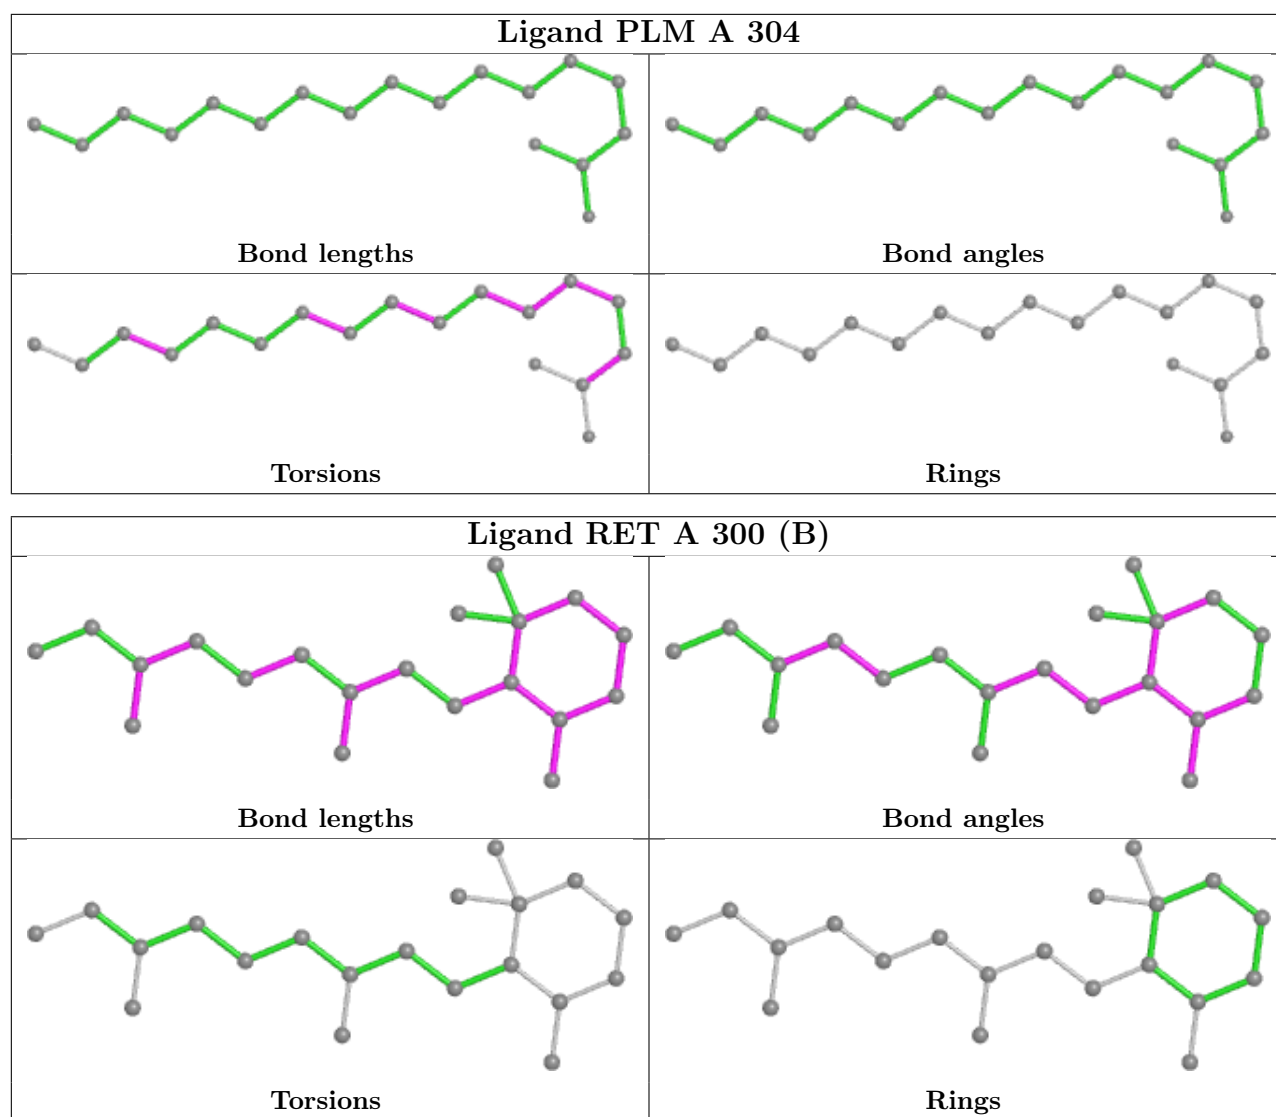 Ligand PLM A 304
Bond lengths
Bond angles
Torsions
Rings
Ligand RET A 300 (B)
Bond lengths
Bond angles
Torsions
Rings